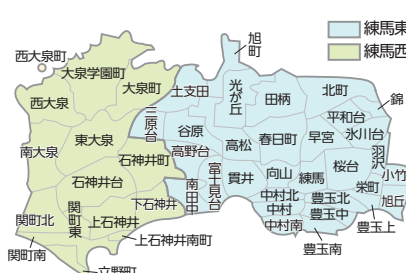 練馬東
練馬西
旭町
西大泉町
大泉学園町
大泉町
土支田
光が丘
田柄
北町
錦
西大泉
三原台
平和台
氷川台
谷原
春日町
早宮
羽沢
東大泉
高松
南大泉
高野台
石神井町
富士見台
貫井
向山
練馬
桜台
小竹
石神井台
南田中
栄町
旭丘
下石神井
中村北
豊玉北
中村
豊玉中
豊玉上
関町北
関町東
上石神井
中村南
豊玉南
関町南
上石神井南町
立野町